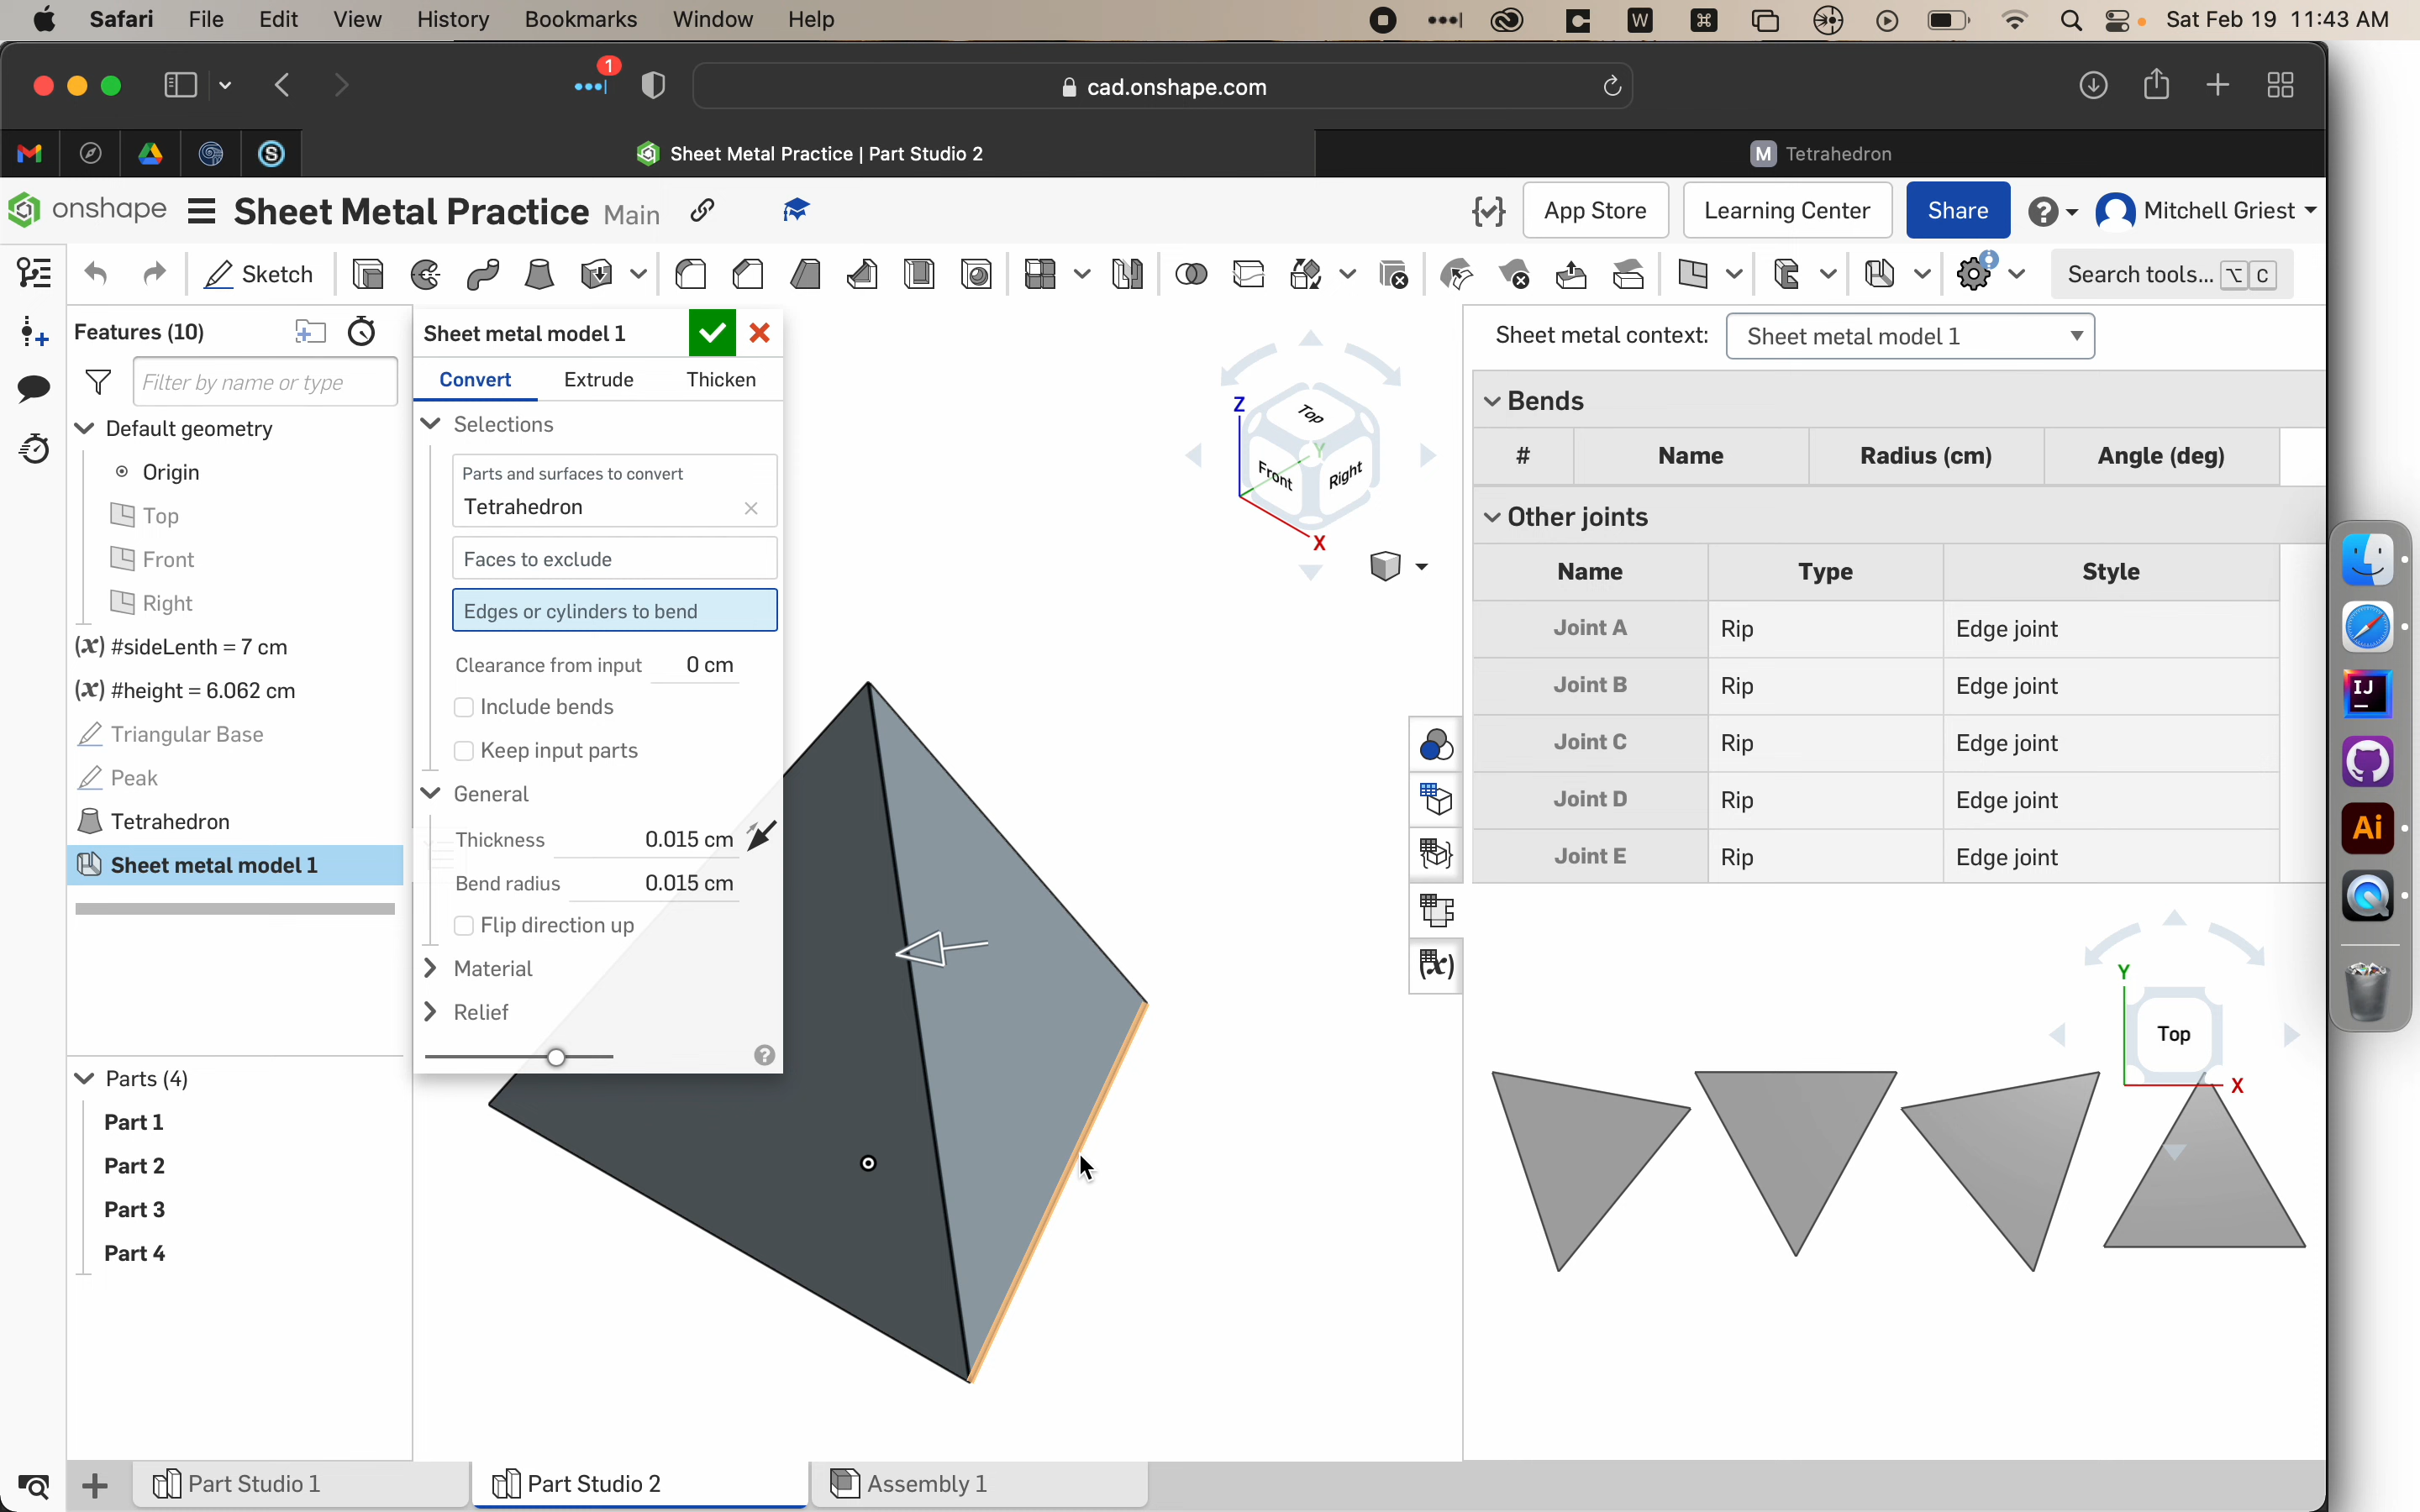 Safari File Edit View History Bookmarks Window Help W Sat Feb 19 11:43 AM
1
cad.onshape.com
S Sheet Metal Practice | Part Studio 2 M Tetrahedron
onshape Sheet Metal Practice Main App Store Learning Center Share Mitchell Griest
Sketch Search tools... ⌥ C
Features (10)
Filter by name or type
Default geometry
Origin
Top
Front
Right
(x) #sideLenth = 7 cm
(x) #height = 6.062 cm
Triangular Base
Peak
Tetrahedron
Sheet metal model 1
Parts (4)
Part 1
Part 2
Part 3
Part 4
Sheet metal model 1
Convert Extrude Thicken
Selections
Parts and surfaces to convert
Tetrahedron
Faces to exclude
Edges or cylinders to bend
Clearance from input 0 cm
Include bends
Keep input parts
General
Thickness 0.015 cm
Bend radius 0.015 cm
Flip direction up
Material
Relief
?
Z
Top
Y
Front Right
X
(x)
Sheet metal context: Sheet metal model 1
Bends
# Name Radius (cm) Angle (deg)
Other joints
Name Type Style
Joint A Rip Edge joint
Joint B Rip Edge joint
Joint C Rip Edge joint
Joint D Rip Edge joint
Joint E Rip Edge joint
Y
Top
X
IJ
Ai
Part Studio 1 Part Studio 2 Assembly 1